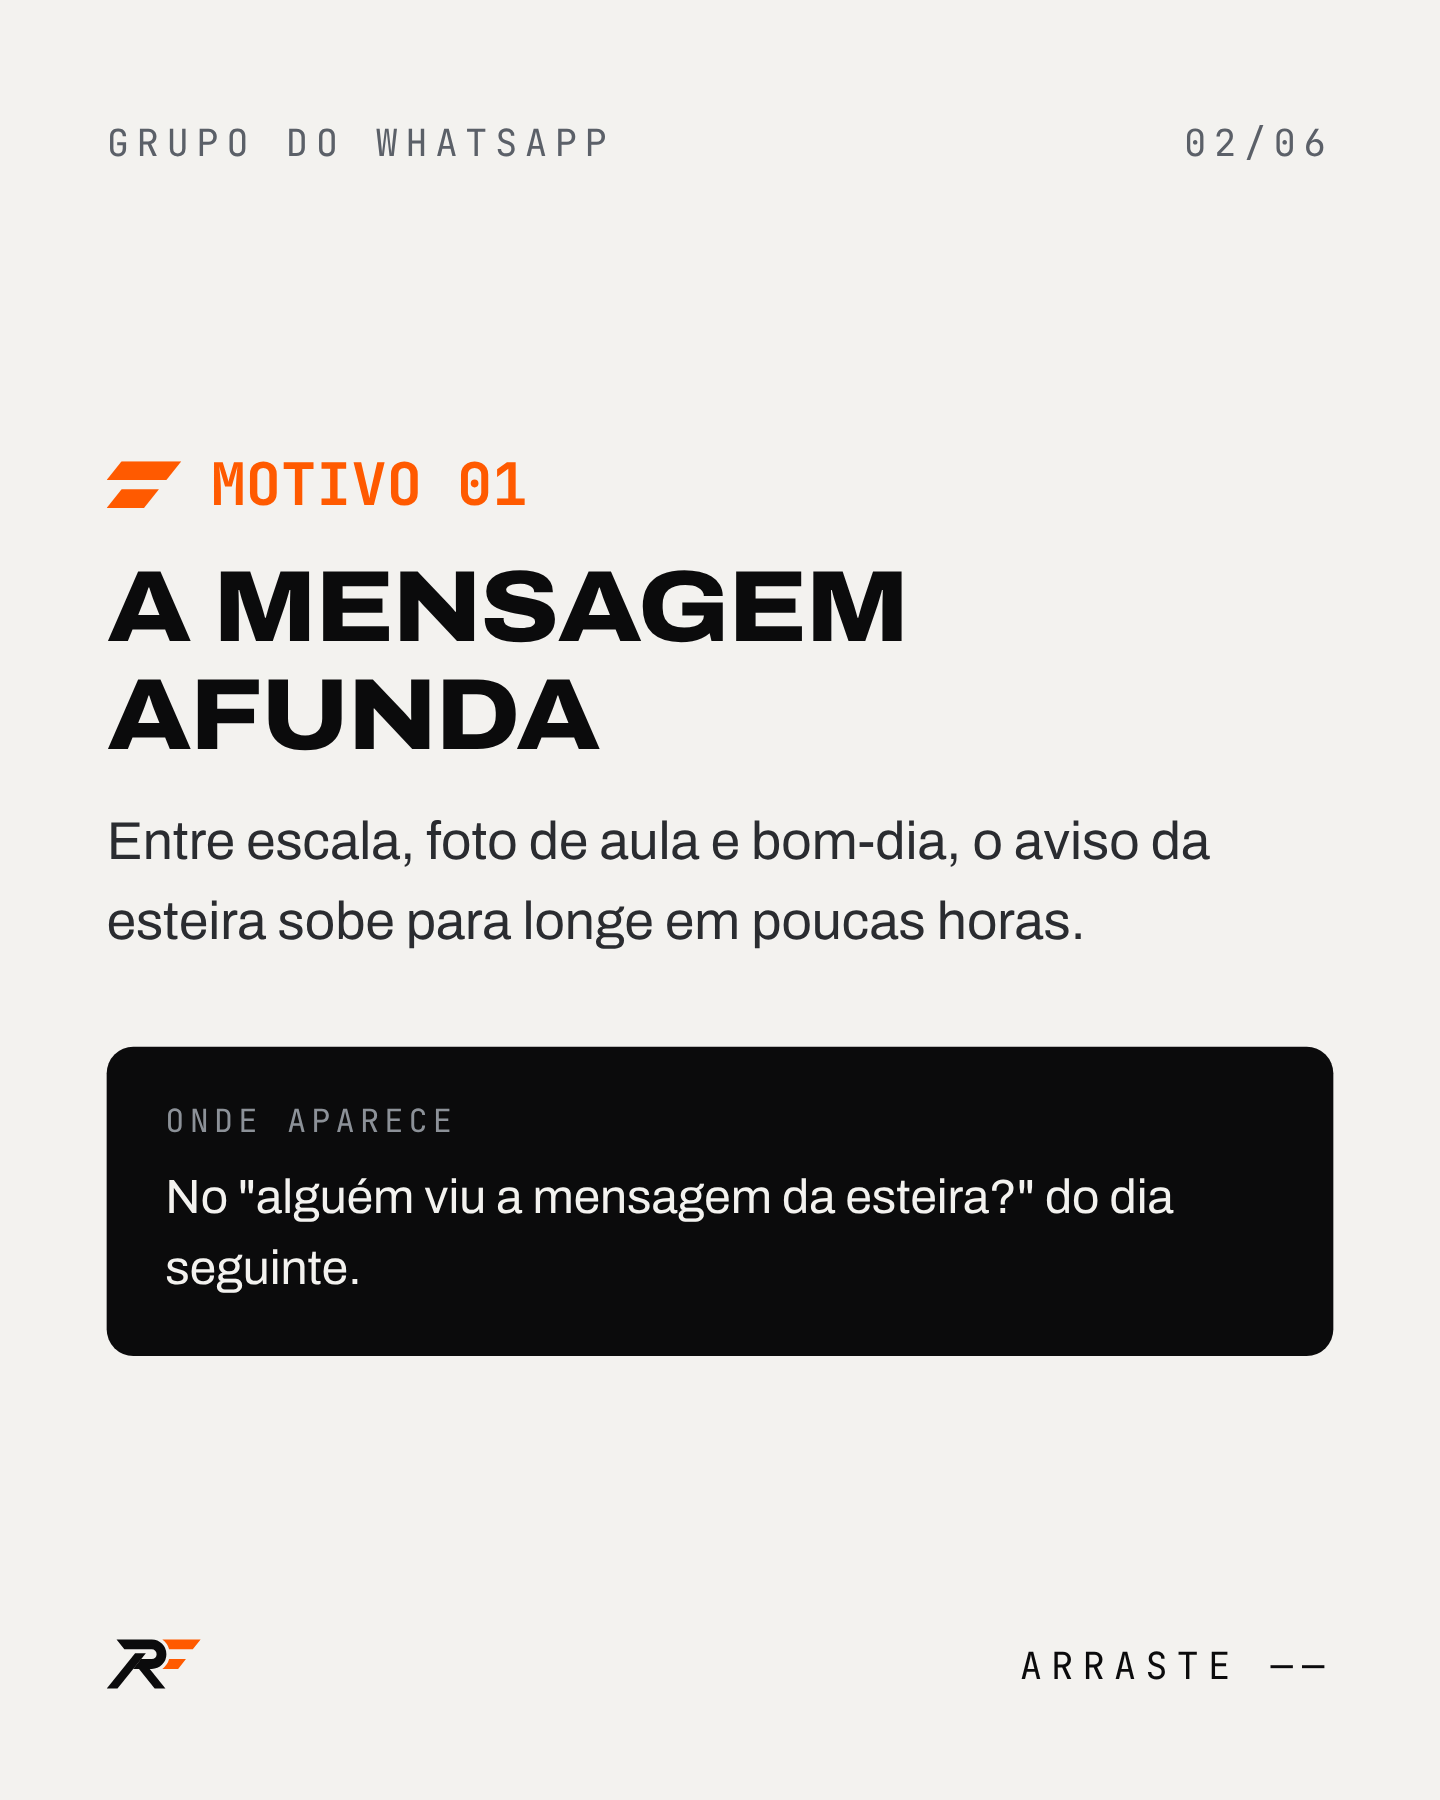 GRUPO DO WHATSAPP
02/06
MOTIVO 01
A MENSAGEM
AFUNDA
Entre escala, foto de aula e bom-dia, o aviso da
esteira sobe para longe em poucas horas.
ONDE APARECE
No "alguém viu a mensagem da esteira?" do dia
seguinte.
RF
ARRASTE ——